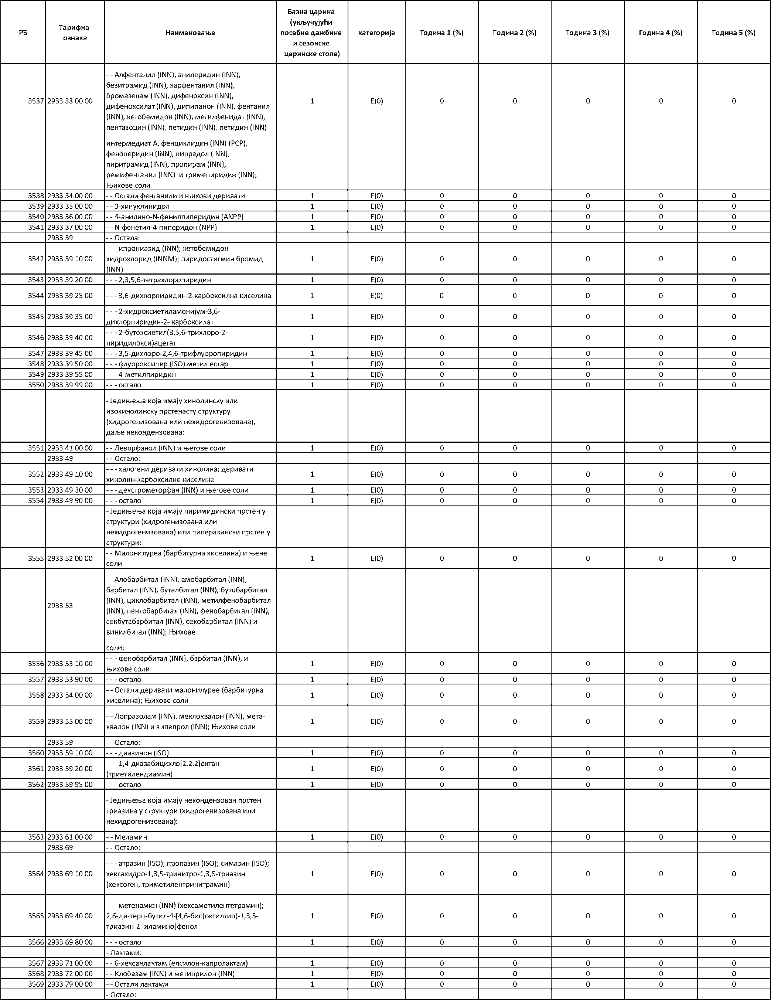 РБ Тарифна ознака Наименовање Базна царина (укључујући посебне дажбине и сезонске царинске стопе) категорија Година 1 (%) Година 2 (%) Година 3 (%) Година 4 (%) Година 5 (%)
- - Алфентанил (INN), анилеридин (INN),
безитрамид (INN), карфентанил (INN),
бромазепам (INN), дифеноксин (INN),
3537 2933 33 00 00 дифеноксилат (INN), дипипанон (INN), фентанил 1 E(0) 0 0 0 0 0
(INN), кетобемидон (INN), метилфенидат (INN),
пентазоцин (INN), петидин (INN), петидин (INN)
интермедиат А, фенциклидин (INN) (PCP),
феноперидин (INN), пипрадол (INN),
пиритрамид (INN), пропирам (INN),
ремифентанил (INN) и тримепиридин (INN);
Њихове соли
3538 2933 34 00 00 - - Остали фентанили и њихови деривати 1 E(0) 0 0 0 0 0
3539 2933 35 00 00 - - 3-хинуклинидол 1 E(0) 0 0 0 0 0
3540 2933 36 00 00 - - 4-анилино-N-фенилпиперидин (ANPP) 1 E(0) 0 0 0 0 0
3541 2933 37 00 00 - - N-фенетил-4-пиперидон (NPP) 1 E(0) 0 0 0 0 0
2933 39 - - Остала:
- - - ипрониазид (INN); кетобемидон
3542 2933 39 10 00 хидрохлорид (INNM); пиридостигмин бромид 1 E(0) 0 0 0 0 0
(INN)
3543 2933 39 20 00 - - - 2,3,5,6-тетрахлоропиридин 1 E(0) 0 0 0 0 0
3544 2933 39 25 00 - - - 3,6-дихлорпиридин-2-карбоксилна киселина 1 E(0) 0 0 0 0 0
3545 2933 39 35 00 - - - 2-хидроксиетиламонијум-3,6- 1 E(0) 0 0 0 0 0
дихлорпиридин-2- карбоксилат
3546 2933 39 40 00 - - - 2-бутоксиетил(3,5,6-трихлоро-2- 1 E(0) 0 0 0 0 0
пиридилокси)ацетат
3547 2933 39 45 00 - - - 3,5-дихлоро-2,4,6-трифлуоропиридин 1 E(0) 0 0 0 0 0
3548 2933 39 50 00 - - - флуороксипир (ISO) метил естар 1 E(0) 0 0 0 0 0
3549 2933 39 55 00 - - - 4-метилпиридин 1 E(0) 0 0 0 0 0
3550 2933 39 99 00 - - - остало 1 E(0) 0 0 0 0 0
- Једињења која имају хинолинску или
изохинолинску прстенасту структуру
(хидрогенизована или нехидрогенизована),
даље некондензована:
3551 2933 41 00 00 - - Леворфанол (INN) и његове соли 1 E(0) 0 0 0 0 0
2933 49 - - Остало:
3552 2933 49 10 00 - - - халогени деривати хинолина; деривати 1 E(0) 0 0 0 0 0
хинолин-карбоксилне киселине
3553 2933 49 30 00 - - - декстрометорфан (INN) и његове соли 1 E(0) 0 0 0 0 0
3554 2933 49 90 00 - - - остало 1 E(0) 0 0 0 0 0
- Једињења која имају пиримидински прстен у
структури (хидрогенизована или
нехидрогенизована) или пиперазински прстен у
структури:
3555 2933 52 00 00 - - Малонилуреа (барбитурна киселина) и њене 1 E(0) 0 0 0 0 0
соли
- - Алобарбитал (INN), амобарбитал (INN),
барбитал (INN), буталбитал (INN), бутобарбитал
(INN), циклобарбитал (INN), метилфенобарбитал
2933 53 (INN), пентобарбитал (INN), фенобарбитал (INN),
секбутабарбитал (INN), секобарбитал (INN) и
винилбитал (INN); Њихове
соли:
3556 2933 53 10 00 - - - фенобарбитал (INN), барбитал (INN), и 1 E(0) 0 0 0 0 0
њихове соли
3557 2933 53 90 00 - - - остало 1 E(0) 0 0 0 0 0
3558 2933 54 00 00 - - Остали деривати малонилурее (барбитурна 1 E(0) 0 0 0 0 0
киселина); Њихове соли
3559 2933 55 00 00 - - Лопразолам (INN), меклоквалон (INN), мета- 1 E(0) 0 0 0 0 0
квалон (INN) и зипепрол (INN); Њихове соли
2933 59 - - Остало:
3560 2933 59 10 00 - - - диазинон (ISO) 1 E(0) 0 0 0 0 0
3561 2933 59 20 00 - - - 1,4-диазабицикло[2.2.2]октан 1 E(0) 0 0 0 0 0
(триетилендиамин)
3562 2933 59 95 00 - - - остало 1 E(0) 0 0 0 0 0
- Једињења која имају некондензован прстен
триазина у структури (хидрогенизована или
нехидрогенизована):
3563 2933 61 00 00 - - Меламин 1 E(0) 0 0 0 0 0
2933 69 - - Остало:
- - - атразин (ISO); пропазин (ISO); симазин (ISO);
3564 2933 69 10 00 хексахидро-1,3,5-тринитро-1,3,5-триазин 1 E(0) 0 0 0 0 0
(хексоген, триметилентринитрамин)
- - - метенамин (INN) (хексаметилентетрамин);
3565 2933 69 40 00 2,6-ди-терц-бутил-4-[4,6-бис(октилтио)-1,3,5- 1 E(0) 0 0 0 0 0
триазин-2- иламино]фенол
3566 2933 69 80 00 - - - остало 1 E(0) 0 0 0 0 0
- Лактами:
3567 2933 71 00 00 - - 6-хексанлактам (епсилон-капролактам) 1 E(0) 0 0 0 0 0
3568 2933 72 00 00 - - Клобазам (INN) и метиприлон (INN) 1 E(0) 0 0 0 0 0
3569 2933 79 00 00 - - Остали лактами 1 E(0) 0 0 0 0 0
- Остало: